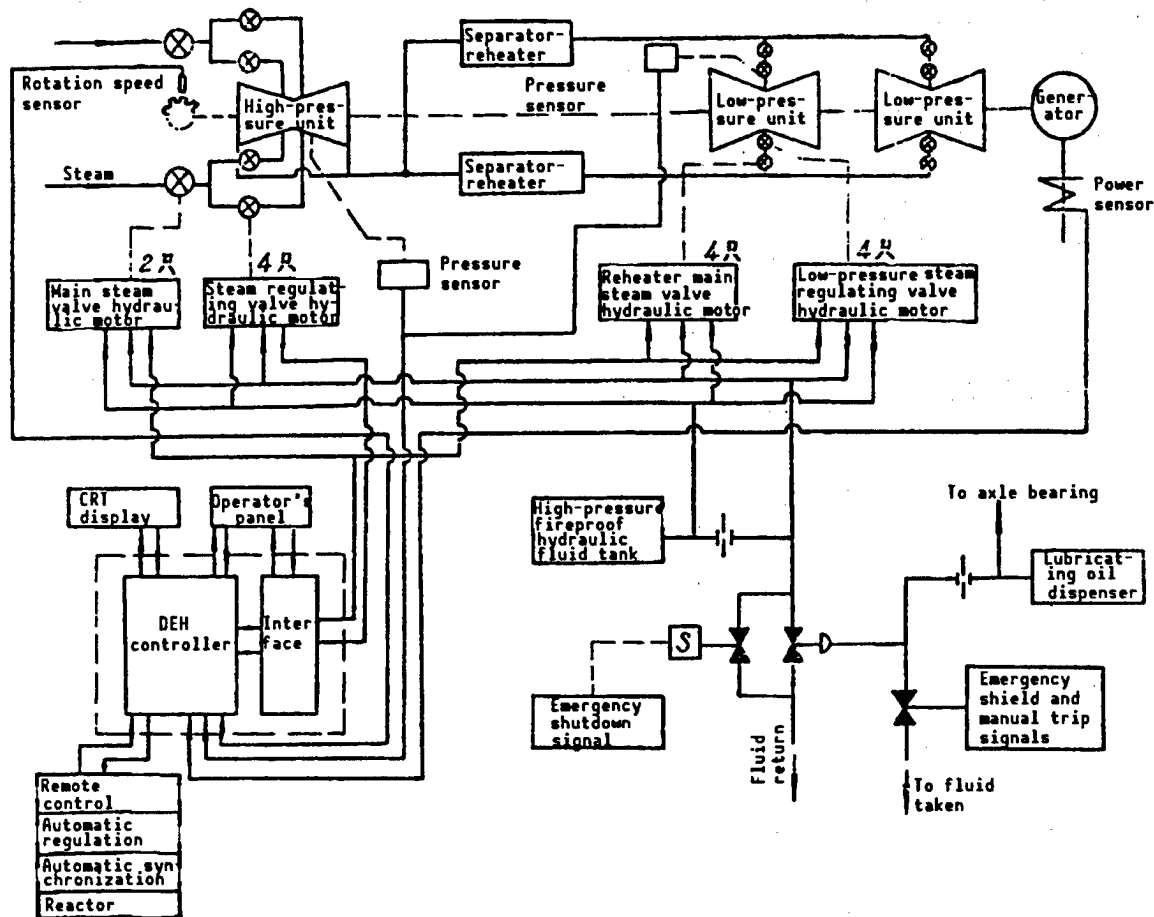 Separator-
reheater
Rotation speed
sensor
High-pres-
sure unit
Pressure
sensor
Low-pres-
sure unit
Low-pres-
sure unit
Gener-
ator
Steam
Separator-
reheater
Power
sensor
2只
4只
Pressure
sensor
4只
4只
Main steam
valve hydrau-
lic motor
Steam regulat-
ing valve hy-
draulic motor
Reheater main
steam valve
hydraulic motor
Low-pressure steam
regulating valve
hydraulic motor
CRT
display
Operator's
panel
High-pressure
fireproof
hydraulic
fluid tank
To axle bearing
Lubricat-
ing oil
dispenser
DEH
controller
Inter
face
S
Emergency
shutdown
signal
Emergency
shield and
manual trip
signals
Fluid
return
To fluid
taken
Remote
control
Automatic
regulation
Automatic syn
chronization
Reactor